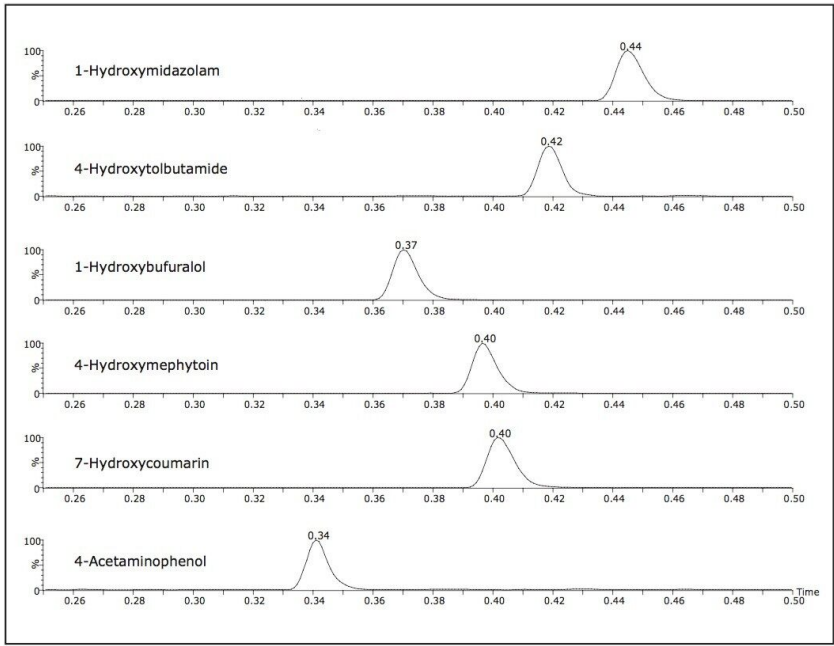 0.44
100
1-Hydroxymidazolam
%
0
0.26 0.28 0.30 0.32 0.34 0.36 0.38 0.40 0.42 0.44 0.46 0.48 0.50
0.42
100
4-Hydroxytolbutamide
%
0
0.26 0.28 0.30 0.32 0.34 0.36 0.38 0.40 0.42 0.44 0.46 0.48 0.50
0.37
100
1-Hydroxybufuralol
%
0
0.26 0.28 0.30 0.32 0.34 0.36 0.38 0.40 0.42 0.44 0.46 0.48 0.50
0.40
100
4-Hydroxymephytoin
%
0
0.26 0.28 0.30 0.32 0.34 0.36 0.38 0.40 0.42 0.44 0.46 0.48 0.50
0.40
100
7-Hydroxycoumarin
%
0
0.26 0.28 0.30 0.32 0.34 0.36 0.38 0.40 0.42 0.44 0.46 0.48 0.50
0.34
100
4-Acetaminophenol
%
0
Time
0.26 0.28 0.30 0.32 0.34 0.36 0.38 0.40 0.42 0.44 0.46 0.48 0.50